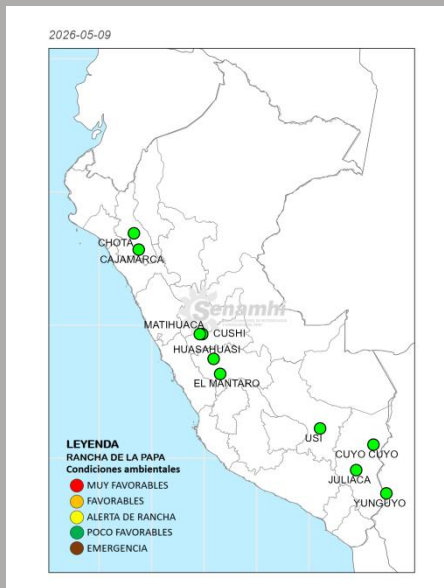 2026-05-09
CHOTA
CAJAMARCA
Senamhi
MATIHUACA
CUSHI
HUASAHUASI
EL MANTARO
USI
CUYO CUYO
JULIACA
YUNGUYO
LEYENDA
RANCHA DE LA PAPA
Condiciones ambientales
MUY FAVORABLES
FAVORABLES
ALERTA DE RANCHA
POCO FAVORABLES
EMERGENCIA